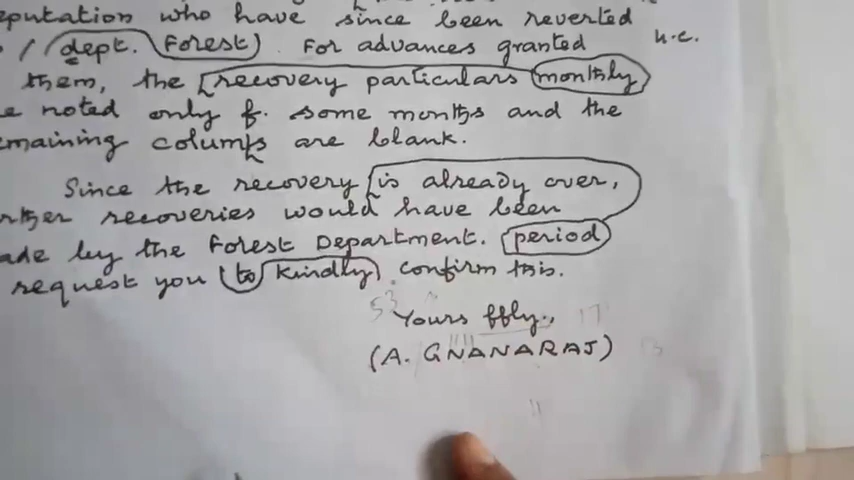 eputation who have since been reverted
/ (dept. Forest). For advances granted u.c.
them, the [recovery particulars (monthly)
e noted only f. some months and the
maining columns are blank.
Since the recovery [is already over,
rther recoveries would have been
ade by the Forest Department. (period)
request you (to) (kindly) confirm this.
Yours ffly.,
(A. GNANARAJ)